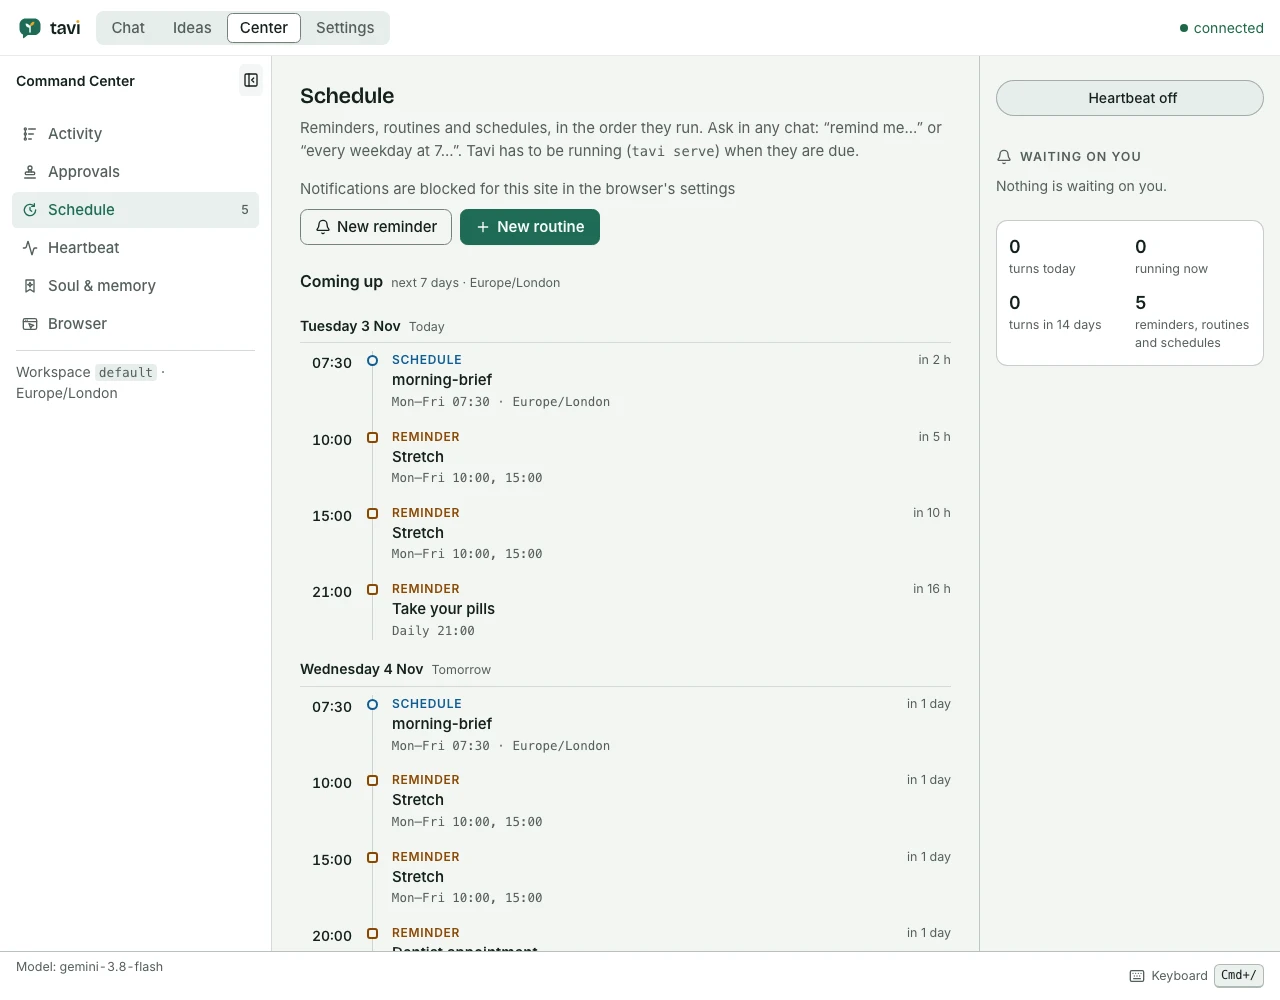 tavi
Chat Ideas Center Settings
connected
Command Center
Activity
Approvals
Schedule 5
Heartbeat
Soul & memory
Browser
Workspace default ·
Europe/London
Schedule
Reminders, routines and schedules, in the order they run. Ask in any chat: “remind me...” or
“every weekday at 7...”. Tavi has to be running (tavi serve) when they are due.
Notifications are blocked for this site in the browser's settings
New reminder
New routine
Coming up next 7 days · Europe/London
Tuesday 3 Nov Today
07:30 SCHEDULE in 2 h
morning-brief
Mon–Fri 07:30 · Europe/London
10:00 REMINDER in 5 h
Stretch
Mon–Fri 10:00, 15:00
15:00 REMINDER in 10 h
Stretch
Mon–Fri 10:00, 15:00
21:00 REMINDER in 16 h
Take your pills
Daily 21:00
Wednesday 4 Nov Tomorrow
07:30 SCHEDULE in 1 day
morning-brief
Mon–Fri 07:30 · Europe/London
10:00 REMINDER in 1 day
Stretch
Mon–Fri 10:00, 15:00
15:00 REMINDER in 1 day
Stretch
Mon–Fri 10:00, 15:00
20:00 REMINDER in 1 day
Dentist appointment
Heartbeat off
WAITING ON YOU
Nothing is waiting on you.
0
turns today
0
running now
0
turns in 14 days
5
reminders, routines
and schedules
Model: gemini-3.8-flash
Keyboard Cmd+/